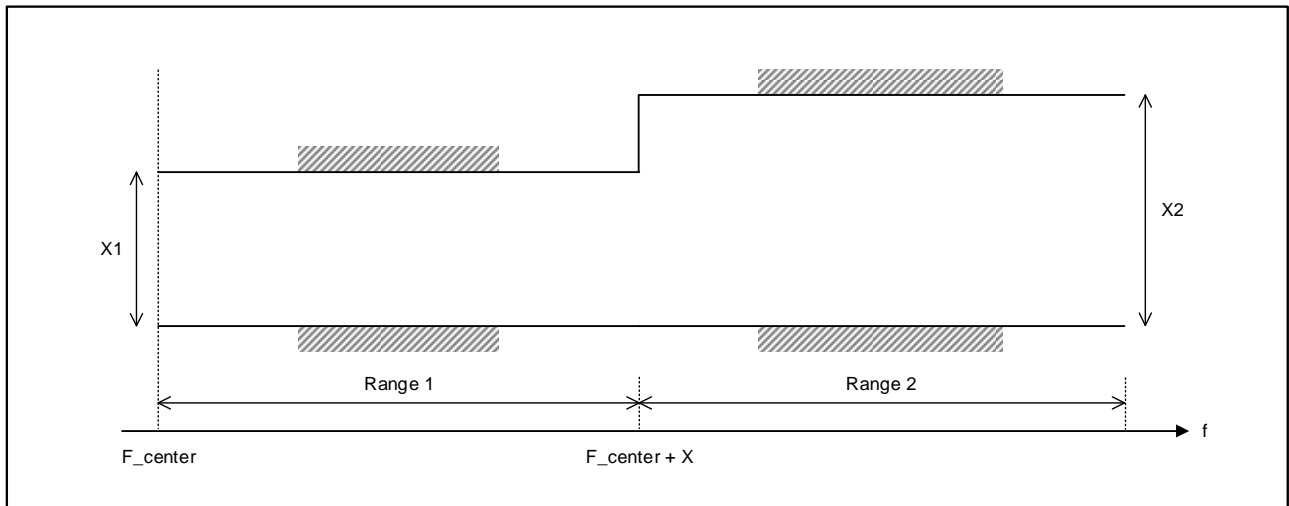 X1
X2
Range 1
Range 2
f
F_center
F_center + X